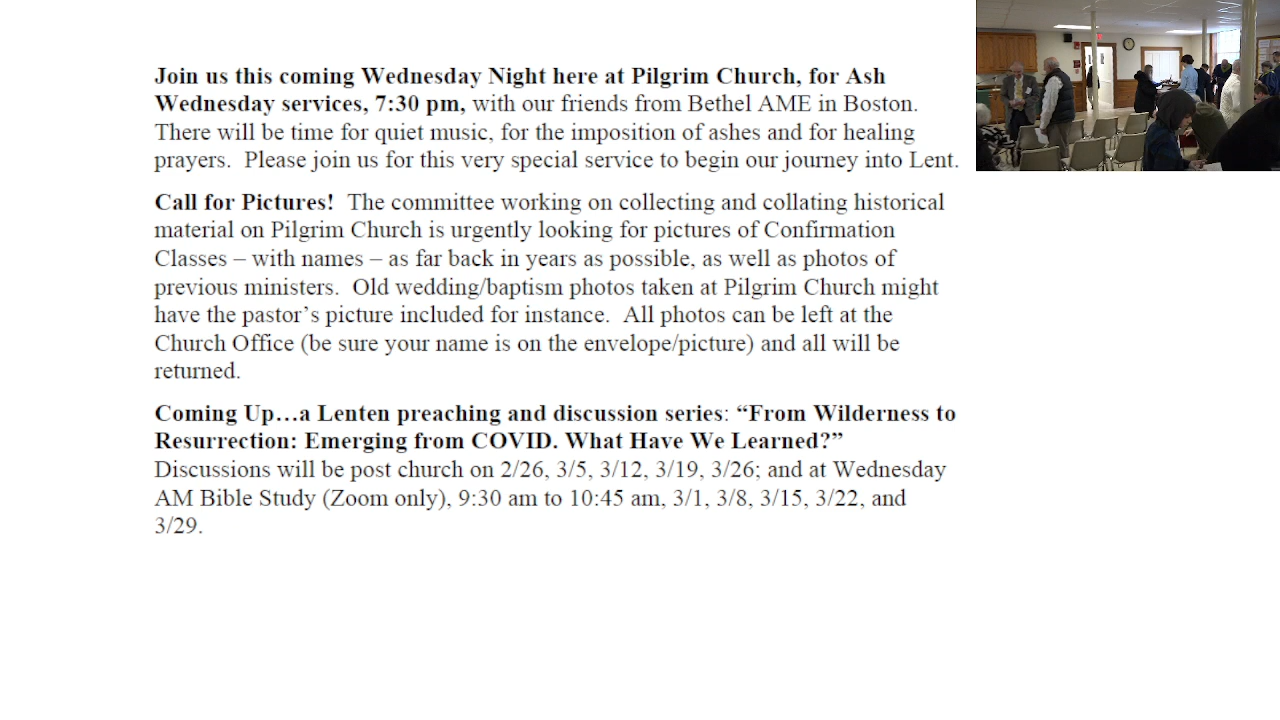 Join us this coming Wednesday Night here at Pilgrim Church, for Ash
Wednesday services, 7:30 pm, with our friends from Bethel AME in Boston.
There will be time for quiet music, for the imposition of ashes and for healing
prayers.  Please join us for this very special service to begin our journey into Lent.
Call for Pictures!  The committee working on collecting and collating historical
material on Pilgrim Church is urgently looking for pictures of Confirmation
Classes – with names – as far back in years as possible, as well as photos of
previous ministers.  Old wedding/baptism photos taken at Pilgrim Church might
have the pastor’s picture included for instance.  All photos can be left at the
Church Office (be sure your name is on the envelope/picture) and all will be
returned.
Coming Up…a Lenten preaching and discussion series: “From Wilderness to
Resurrection: Emerging from COVID. What Have We Learned?”
Discussions will be post church on 2/26, 3/5, 3/12, 3/19, 3/26; and at Wednesday
AM Bible Study (Zoom only), 9:30 am to 10:45 am, 3/1, 3/8, 3/15, 3/22, and
3/29.